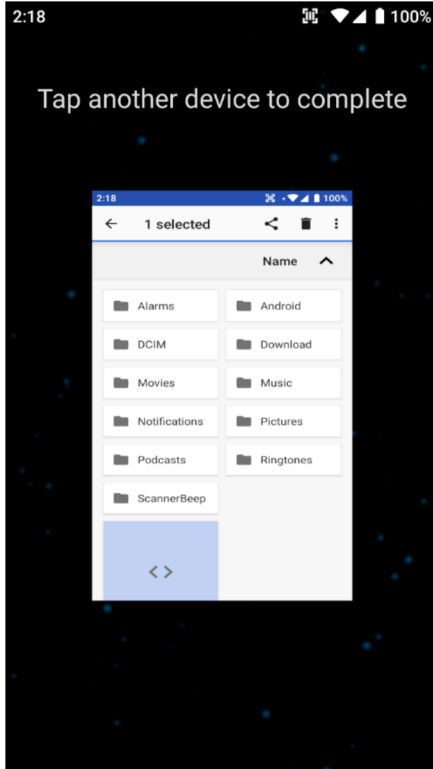 2:18 100%
Tap another device to complete
2:18 100%
1 selected
Name
Alarms Android
DCIM Download
Movies Music
Notifications Pictures
Podcasts Ringtones
ScannerBeep